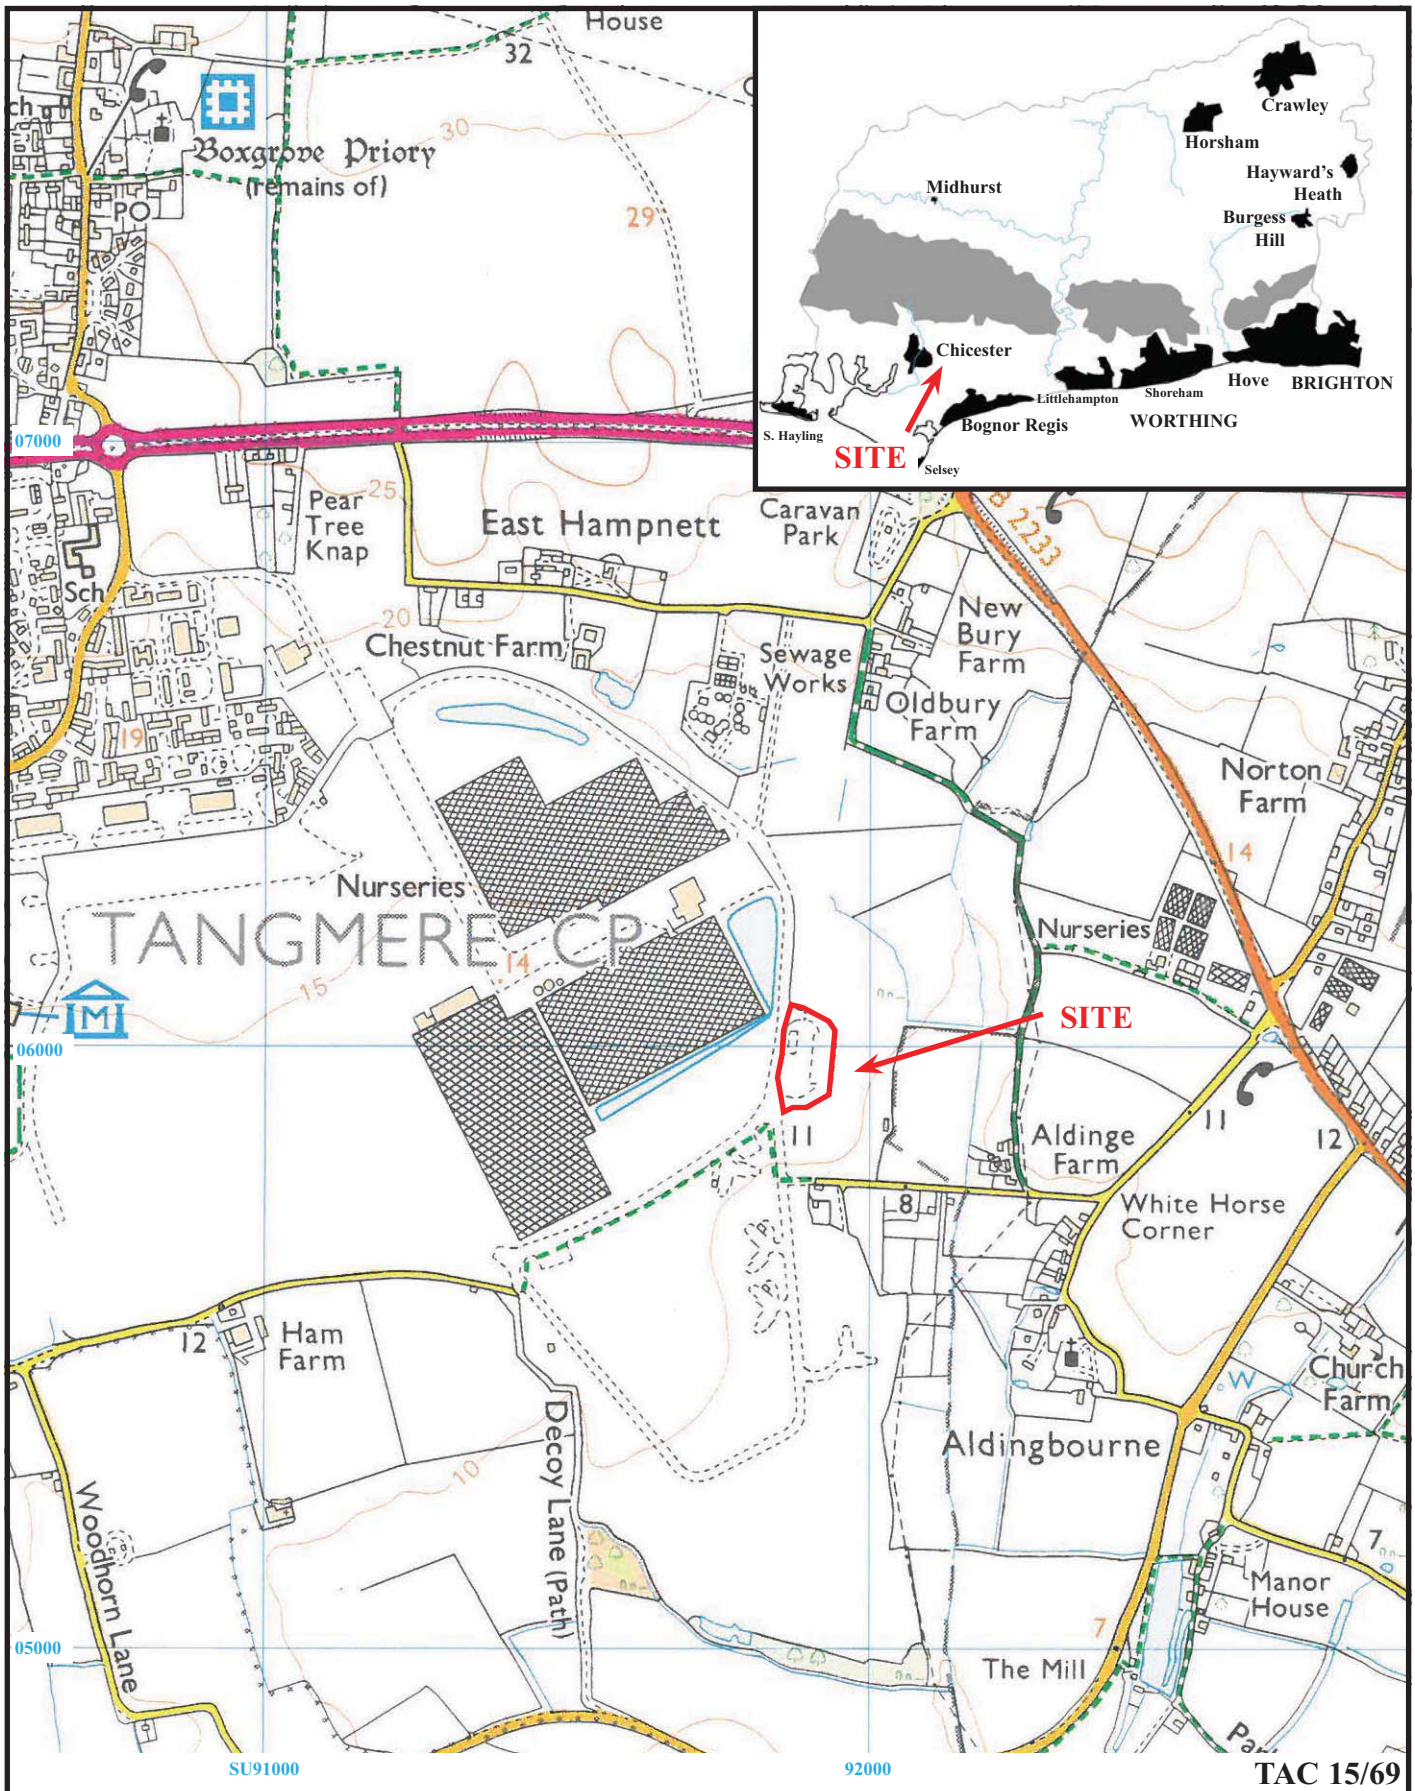 House
32
Boxgrove Priory
(remains of)
30
29
PO
ch
Crawley
Horsham
Hayward's
Heath
Midhurst
Burgess
Hill
Chicester
Hove
BRIGHTON
Littlehampton
Shoreham
WORTHING
Bognor Regis
S. Hayling
SITE
Selsey
07000
Pear
Tree
Knap
25
East Hampnett
Caravan
Park
2233
Sch
20
Chestnut Farm
New
Bury
Farm
Sewage
Works
Oldbury
Farm
19
Norton
Farm
14
Nurseries
TANGMERE CP
14
Nurseries
15
M
SITE
06000
11
Aldinge
Farm
11
12
8
White Horse
Corner
12
Ham
Farm
Church
Farm
W
Decoy Lane (Path)
Aldingbourne
10
Woodhorn Lane
7
Manor
House
05000
7
The Mill
SU91000
92000
TAC 15/69